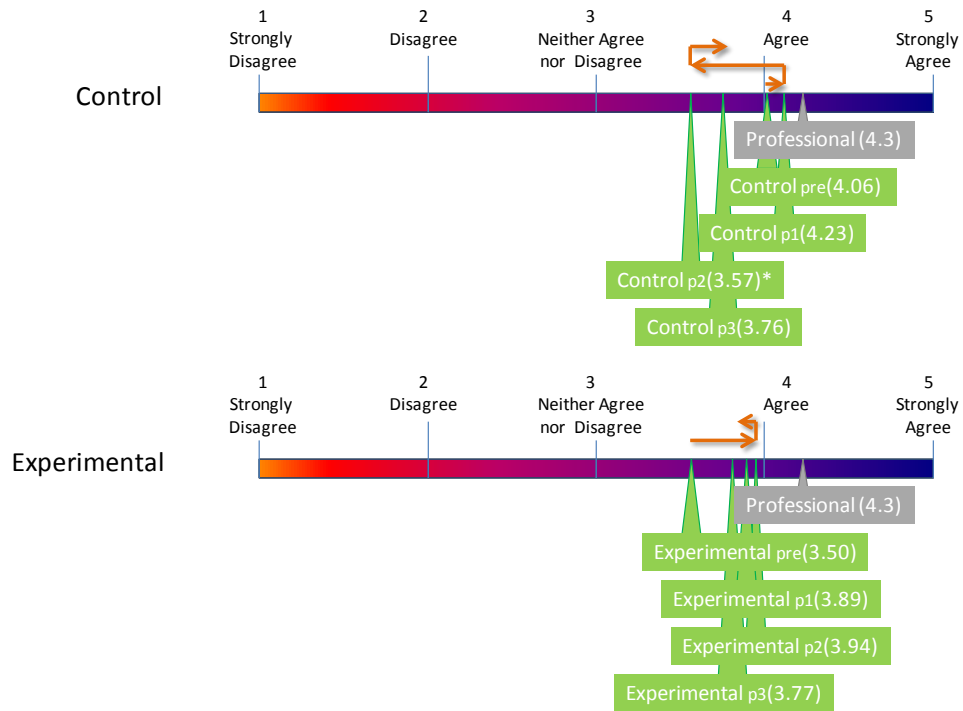 1 2 3 4 5
Strongly Disagree Neither Agree Agree Strongly
Disagree nor Disagree Agree
Control
Professional (4.3)
Control pre(4.06)
Control p1(4.23)
Control p2(3.57)*
Control p3(3.76)
1 2 3 4 5
Strongly Disagree Neither Agree Agree Strongly
Disagree nor Disagree Agree
Experimental
Professional (4.3)
Experimental pre(3.50)
Experimental p1(3.89)
Experimental p2(3.94)
Experimental p3(3.77)